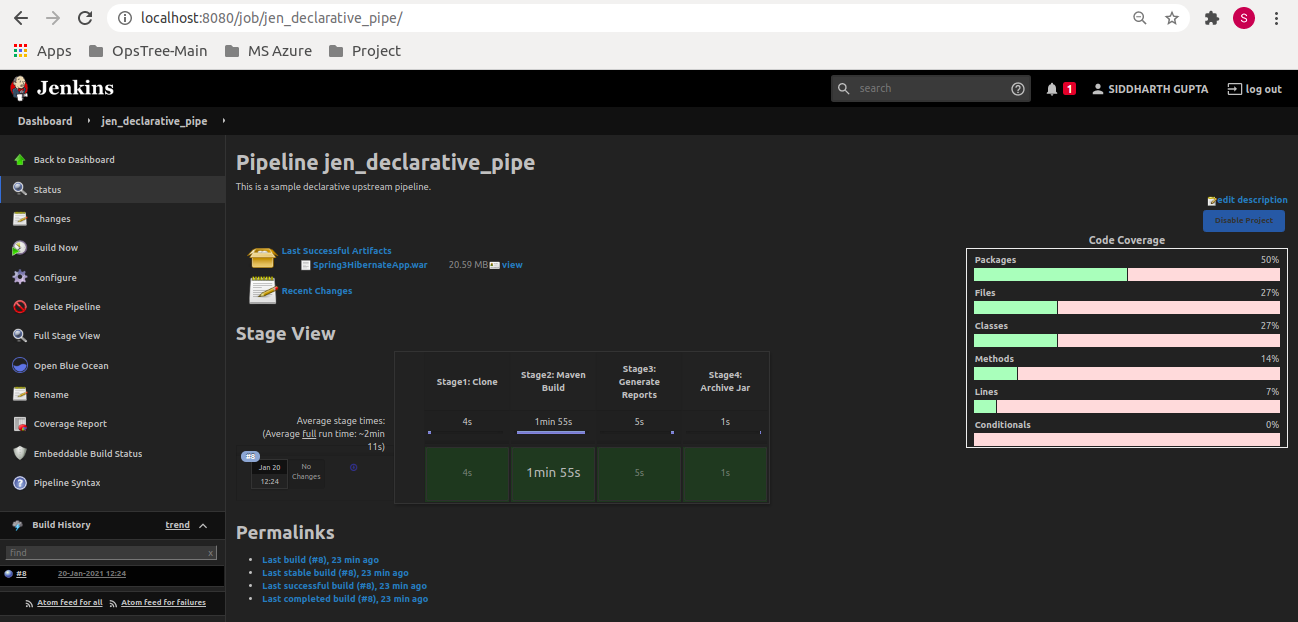 localhost:8080/job/jen_declarative_pipe/
S
Apps OpsTree-Main MS Azure Project
Jenkins
search
1
SIDDHARTH GUPTA
log out
Dashboard jen_declarative_pipe
Back to Dashboard
Status
Changes
Build Now
Configure
Delete Pipeline
Full Stage View
Open Blue Ocean
Rename
Coverage Report
Embeddable Build Status
Pipeline Syntax
Build History trend
find x
#8 20-Jan-2021 12:24
Atom feed for all Atom feed for failures
Pipeline jen_declarative_pipe
This is a sample declarative upstream pipeline.
edit description
Disable Project
Last Successful Artifacts
Spring3HibernateApp.war 20.59 MB view
Recent Changes
Stage View
Stage1: Clone
Stage2: Maven
Build
Stage3:
Generate
Reports
Stage4:
Archive Jar
Average stage times:
(Average full run time: ~2min
11s)
4s 1min 55s 5s 1s
#8
Jan 20
12:24
No
Changes
4s 1min 55s 5s 1s
Permalinks
Last build (#8), 23 min ago
Last stable build (#8), 23 min ago
Last successful build (#8), 23 min ago
Last completed build (#8), 23 min ago
Code Coverage
Packages 50%
Files 27%
Classes 27%
Methods 14%
Lines 7%
Conditionals 0%